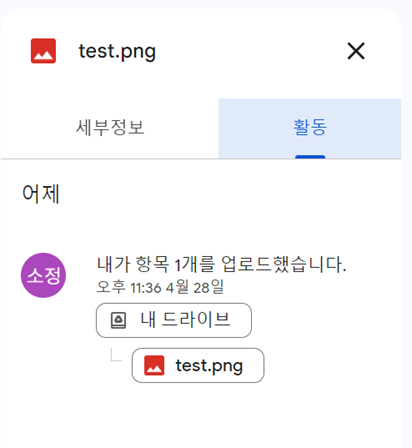 test.png
세부정보
활동
어제
소정
내가 항목 1개를 업로드했습니다.
오후 11:36 4월 28일
내 드라이브
test.png